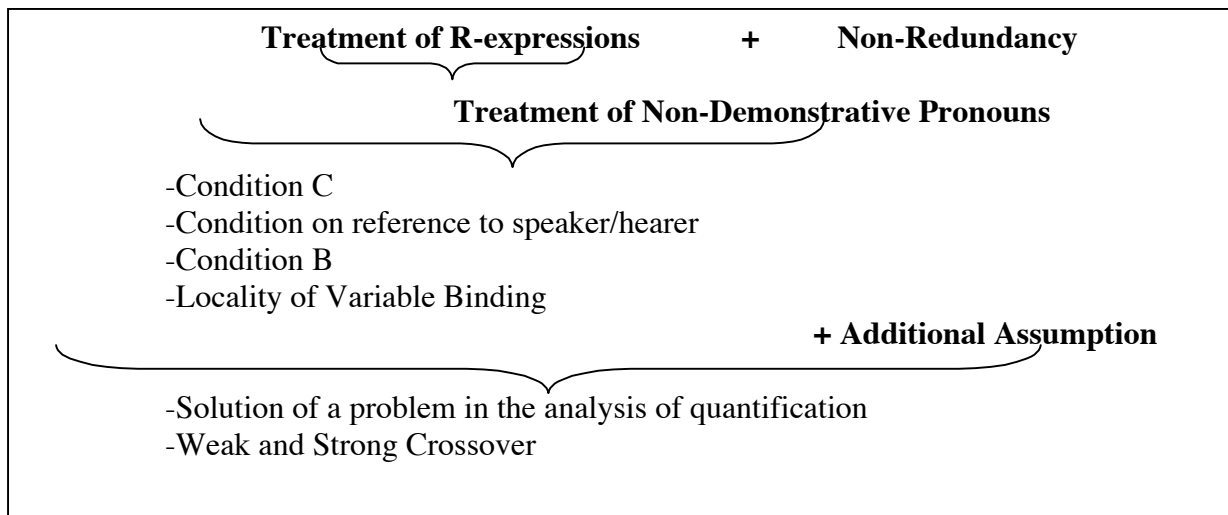 Treatment of R-expressions + Non-Redundancy
Treatment of Non-Demonstrative Pronouns
-Condition C
-Condition on reference to speaker/hearer
-Condition B
-Locality of Variable Binding
+ Additional Assumption
-Solution of a problem in the analysis of quantification
-Weak and Strong Crossover